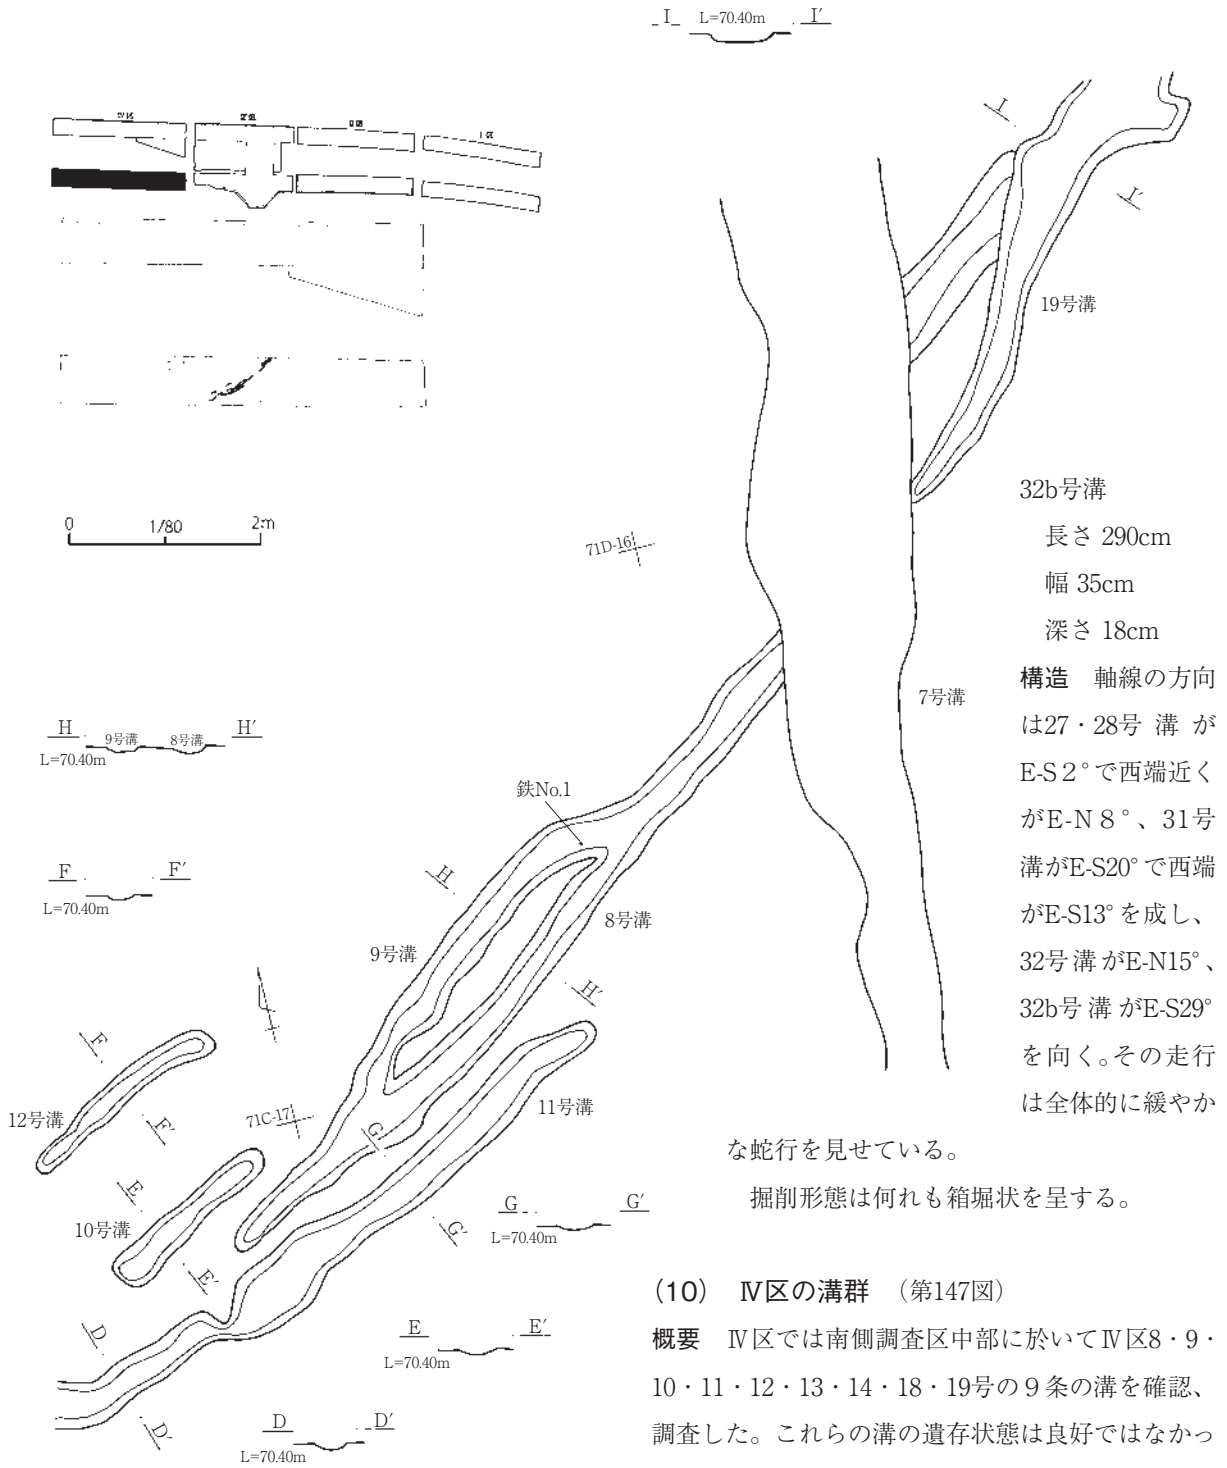 I L=70.40m I′
I
I′
19号溝
0 1/80 2m
71D-16
7号溝
H 9号溝 8号溝 H′
L=70.40m
鉄No.1
F F′
L=70.40m
H
9号溝
8号溝
H′
F
12号溝
F′
71C-17
G
11号溝
E
10号溝
E′
G′
G G′
L=70.40m
D
D′
E E′
L=70.40m
D D′
L=70.40m
32b号溝
長さ 290cm
幅 35cm
深さ 18cm
構造　軸線の方向
は27・28号 溝 が
E-S２°で西端近く
がE-N８°、31号
溝がE-S20°で西端
がE-S13°を成し、
32号溝がE-N15°、
32b号溝がE-S29°
を向く。その走行
は全体的に緩やか
な蛇行を見せている。
掘削形態は何れも箱堀状を呈する。
（10）　Ⅳ区の溝群　（第147図）
概要　Ⅳ区では南側調査区中部に於いてⅣ区8・9・
10・11・12・13・14・18・19号の９条の溝を確認、
調査した。これらの溝の遺存状態は良好ではなかっ